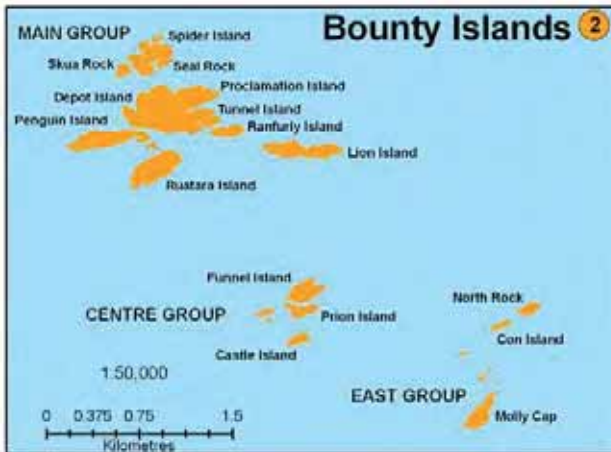 Bounty Islands 2
MAIN GROUP
Spider Island
Skua Rock
Seal Rock
Proclamation Island
Depot Island
Tunnel Island
Penguin Island
Ranfurly Island
Lion Island
Ruatara Island
Funnel Island
CENTRE GROUP
Prion Island
Castle Island
North Rock
Con Island
EAST GROUP
Molly Cap
1:50,000
0 0.375 0.75 1.5
Kilometres